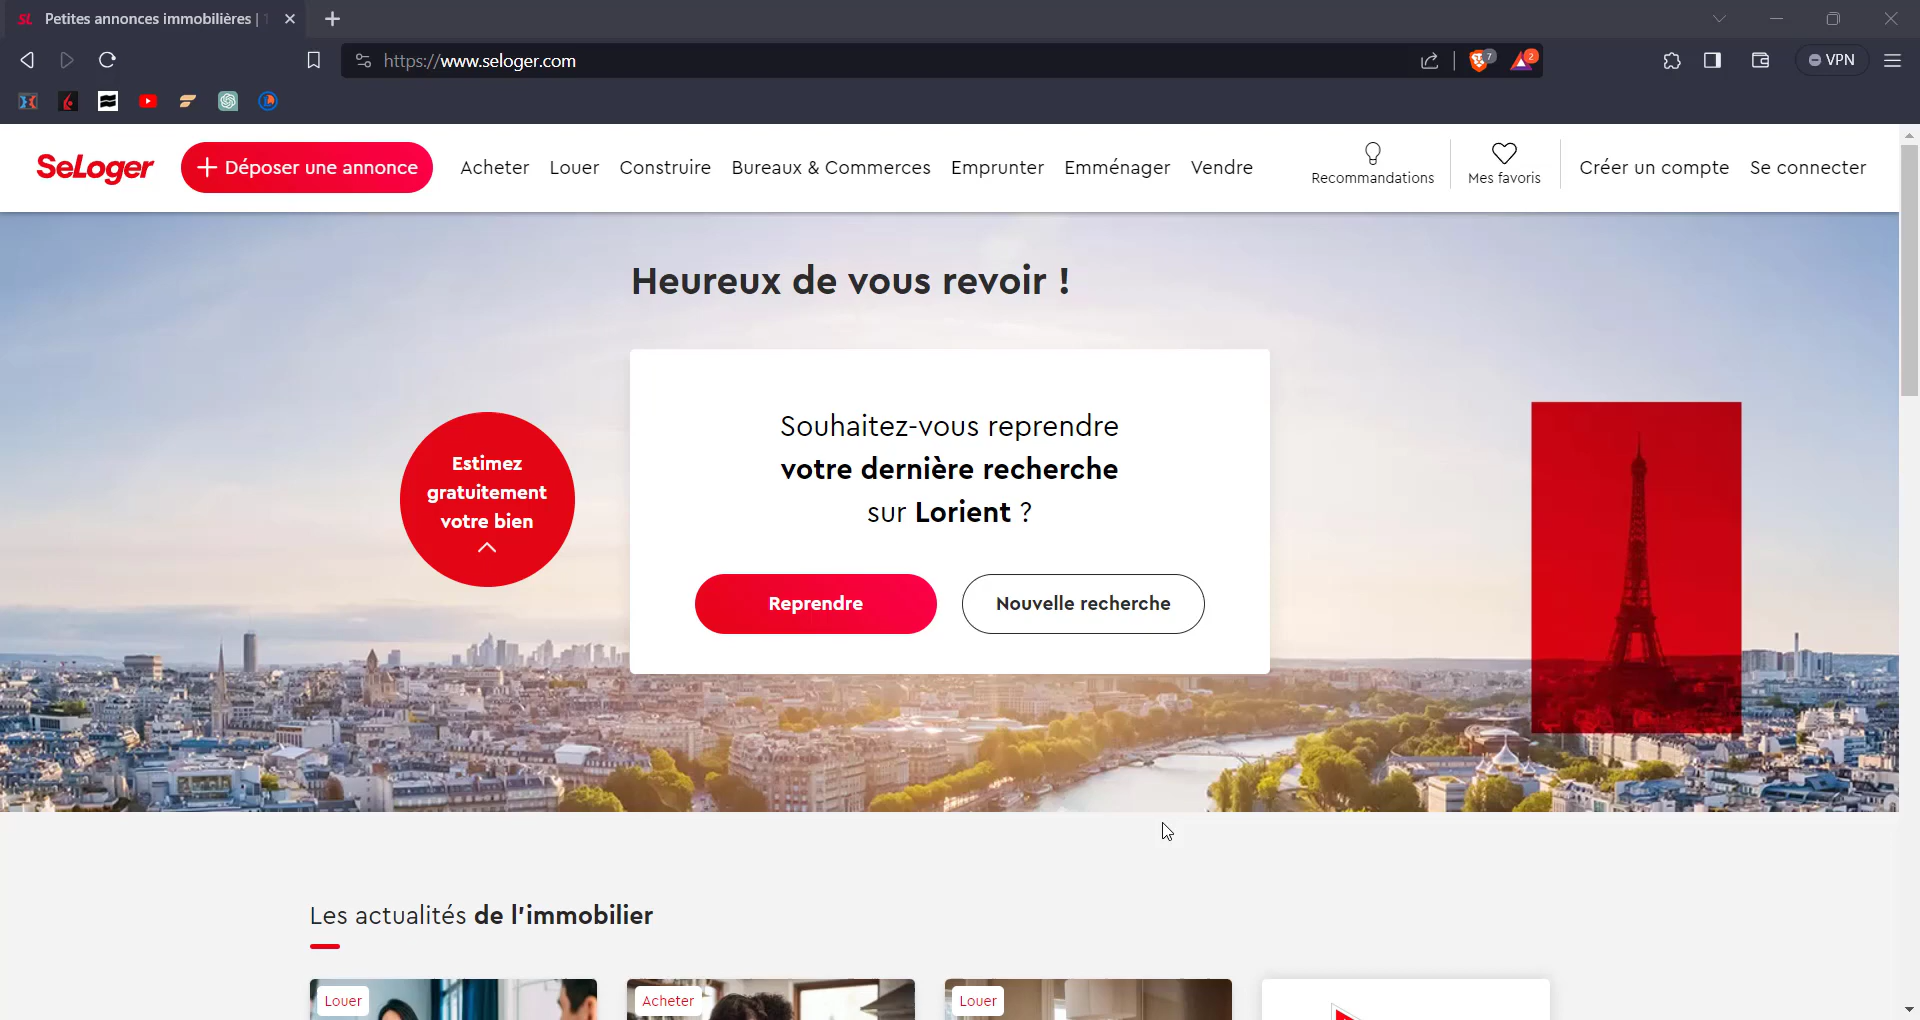 Petites annonces immobilières |
https://www.seloger.com
7
2
VPN
SeLoger
Déposer une annonce
Acheter
Louer
Construire
Bureaux & Commerces
Emprunter
Emménager
Vendre
Recommandations
Mes favoris
Créer un compte
Se connecter
Heureux de vous revoir !
Souhaitez-vous reprendre
votre dernière recherche
sur Lorient ?
Estimez
gratuitement
votre bien
Reprendre
Nouvelle recherche
Les actualités de l'immobilier
Louer
Acheter
Louer